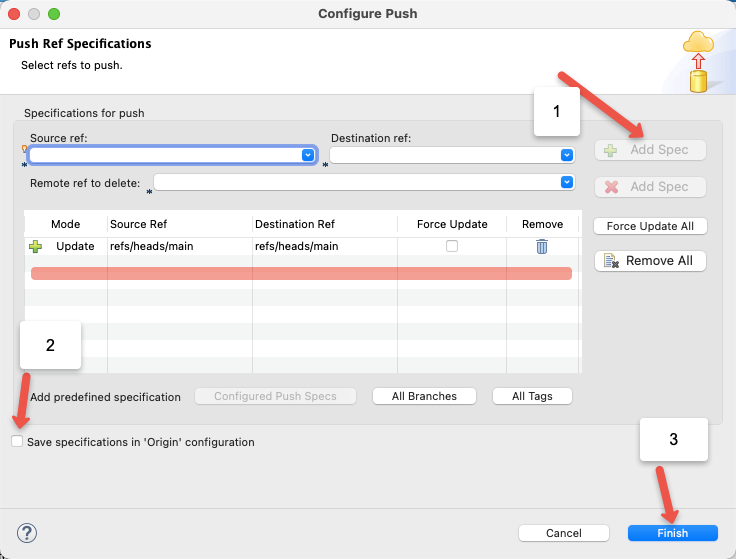 Configure Push
Push Ref Specifications
Select refs to push.
Specifications for push
1
Source ref:
Destination ref:
Add Spec
Remote ref to delete:
Add Spec
Mode Source Ref Destination Ref Force Update Remove
Force Update All
Update refs/heads/main refs/heads/main
Remove All
2
Add predefined specification
Configured Push Specs
All Branches
All Tags
Save specifications in 'Origin' configuration
3
?
Cancel
Finish